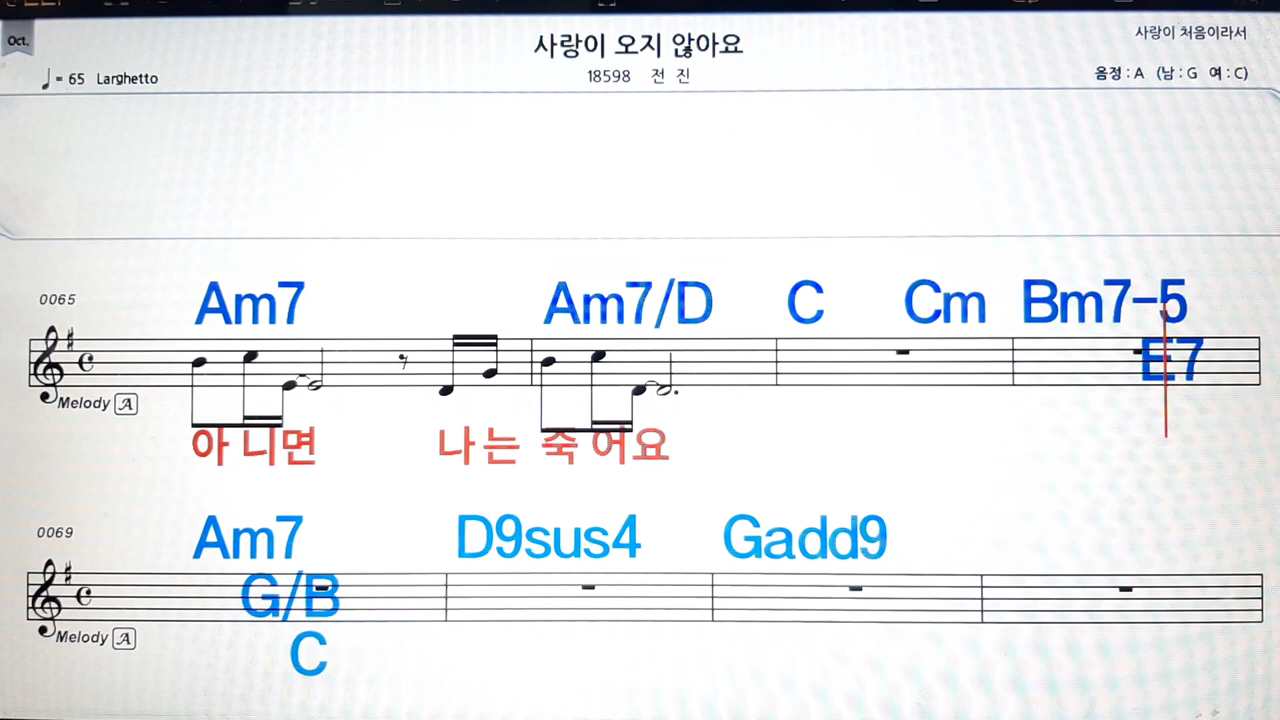 Oct.
사랑이 오지 않아요
사랑이 처음이라서
♩= 65 Larghetto
18598 전 진
음정 : A (남 : G 여 : C)
0065
Am7 Am7/D C Cm Bm7-5
E7
Melody A
아 니면 나 는 죽 어요
0069
Am7 D9sus4 Gadd9
G/B
Melody A
C